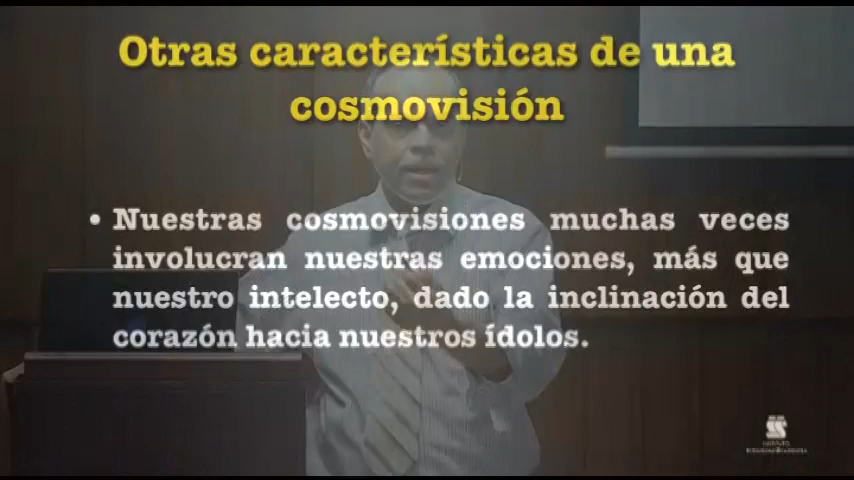 Otras características de una
cosmovisión
• Nuestras cosmovisiones muchas veces
involucran nuestras emociones, más que
nuestro intelecto, dado la inclinación del
corazón hacia nuestros ídolos.